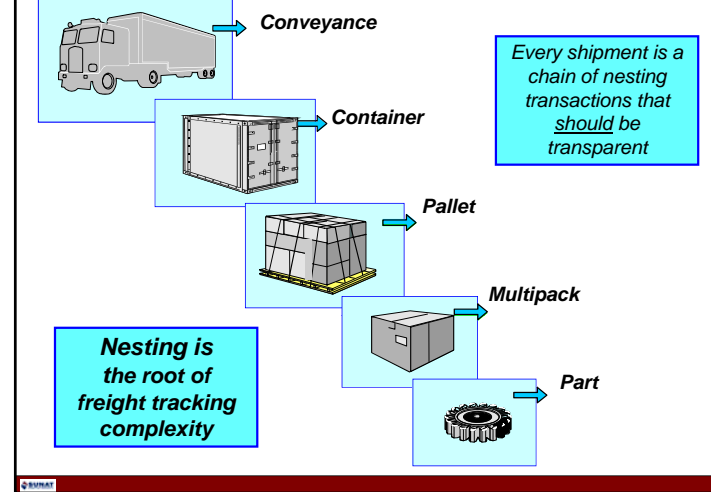 Conveyance
Every shipment is a
chain of nesting
transactions that
should be
transparent
Container
Pallet
Multipack
Nesting is
the root of
freight tracking
complexity
Part
SUNAT